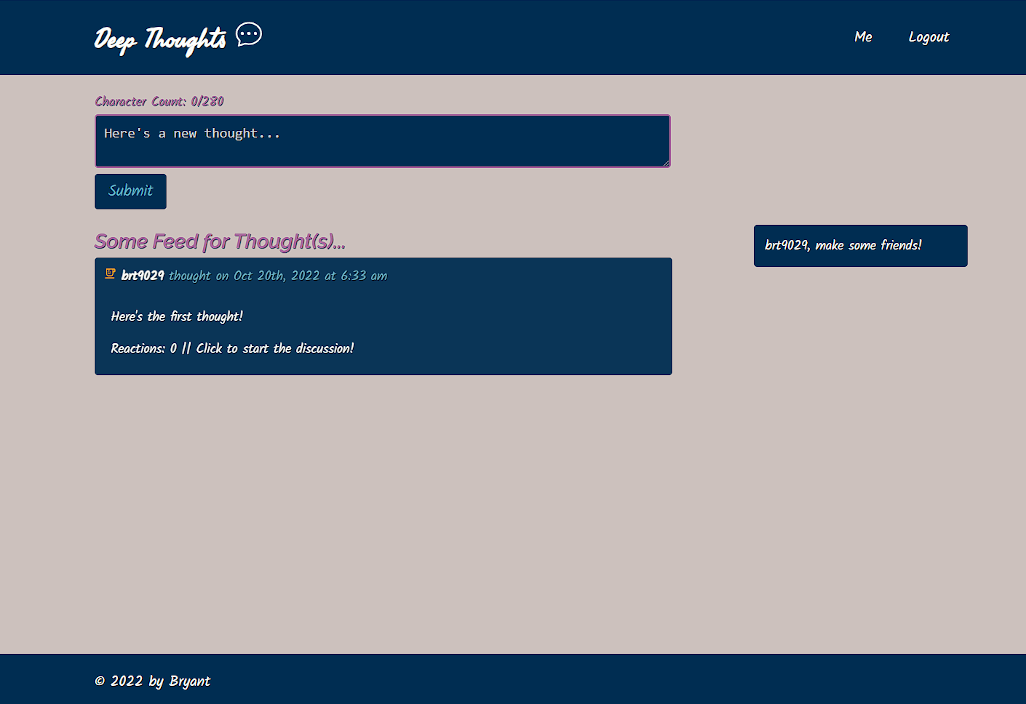 Deep Thoughts
Me
Logout
Character Count: 0/280
Here's a new thought...
Submit
Some Feed for Thought(s)...
brt9029, make some friends!
brt9029 thought on Oct 20th, 2022 at 6:33 am
Here's the first thought!
Reactions: 0 || Click to start the discussion!
© 2022 by Bryant